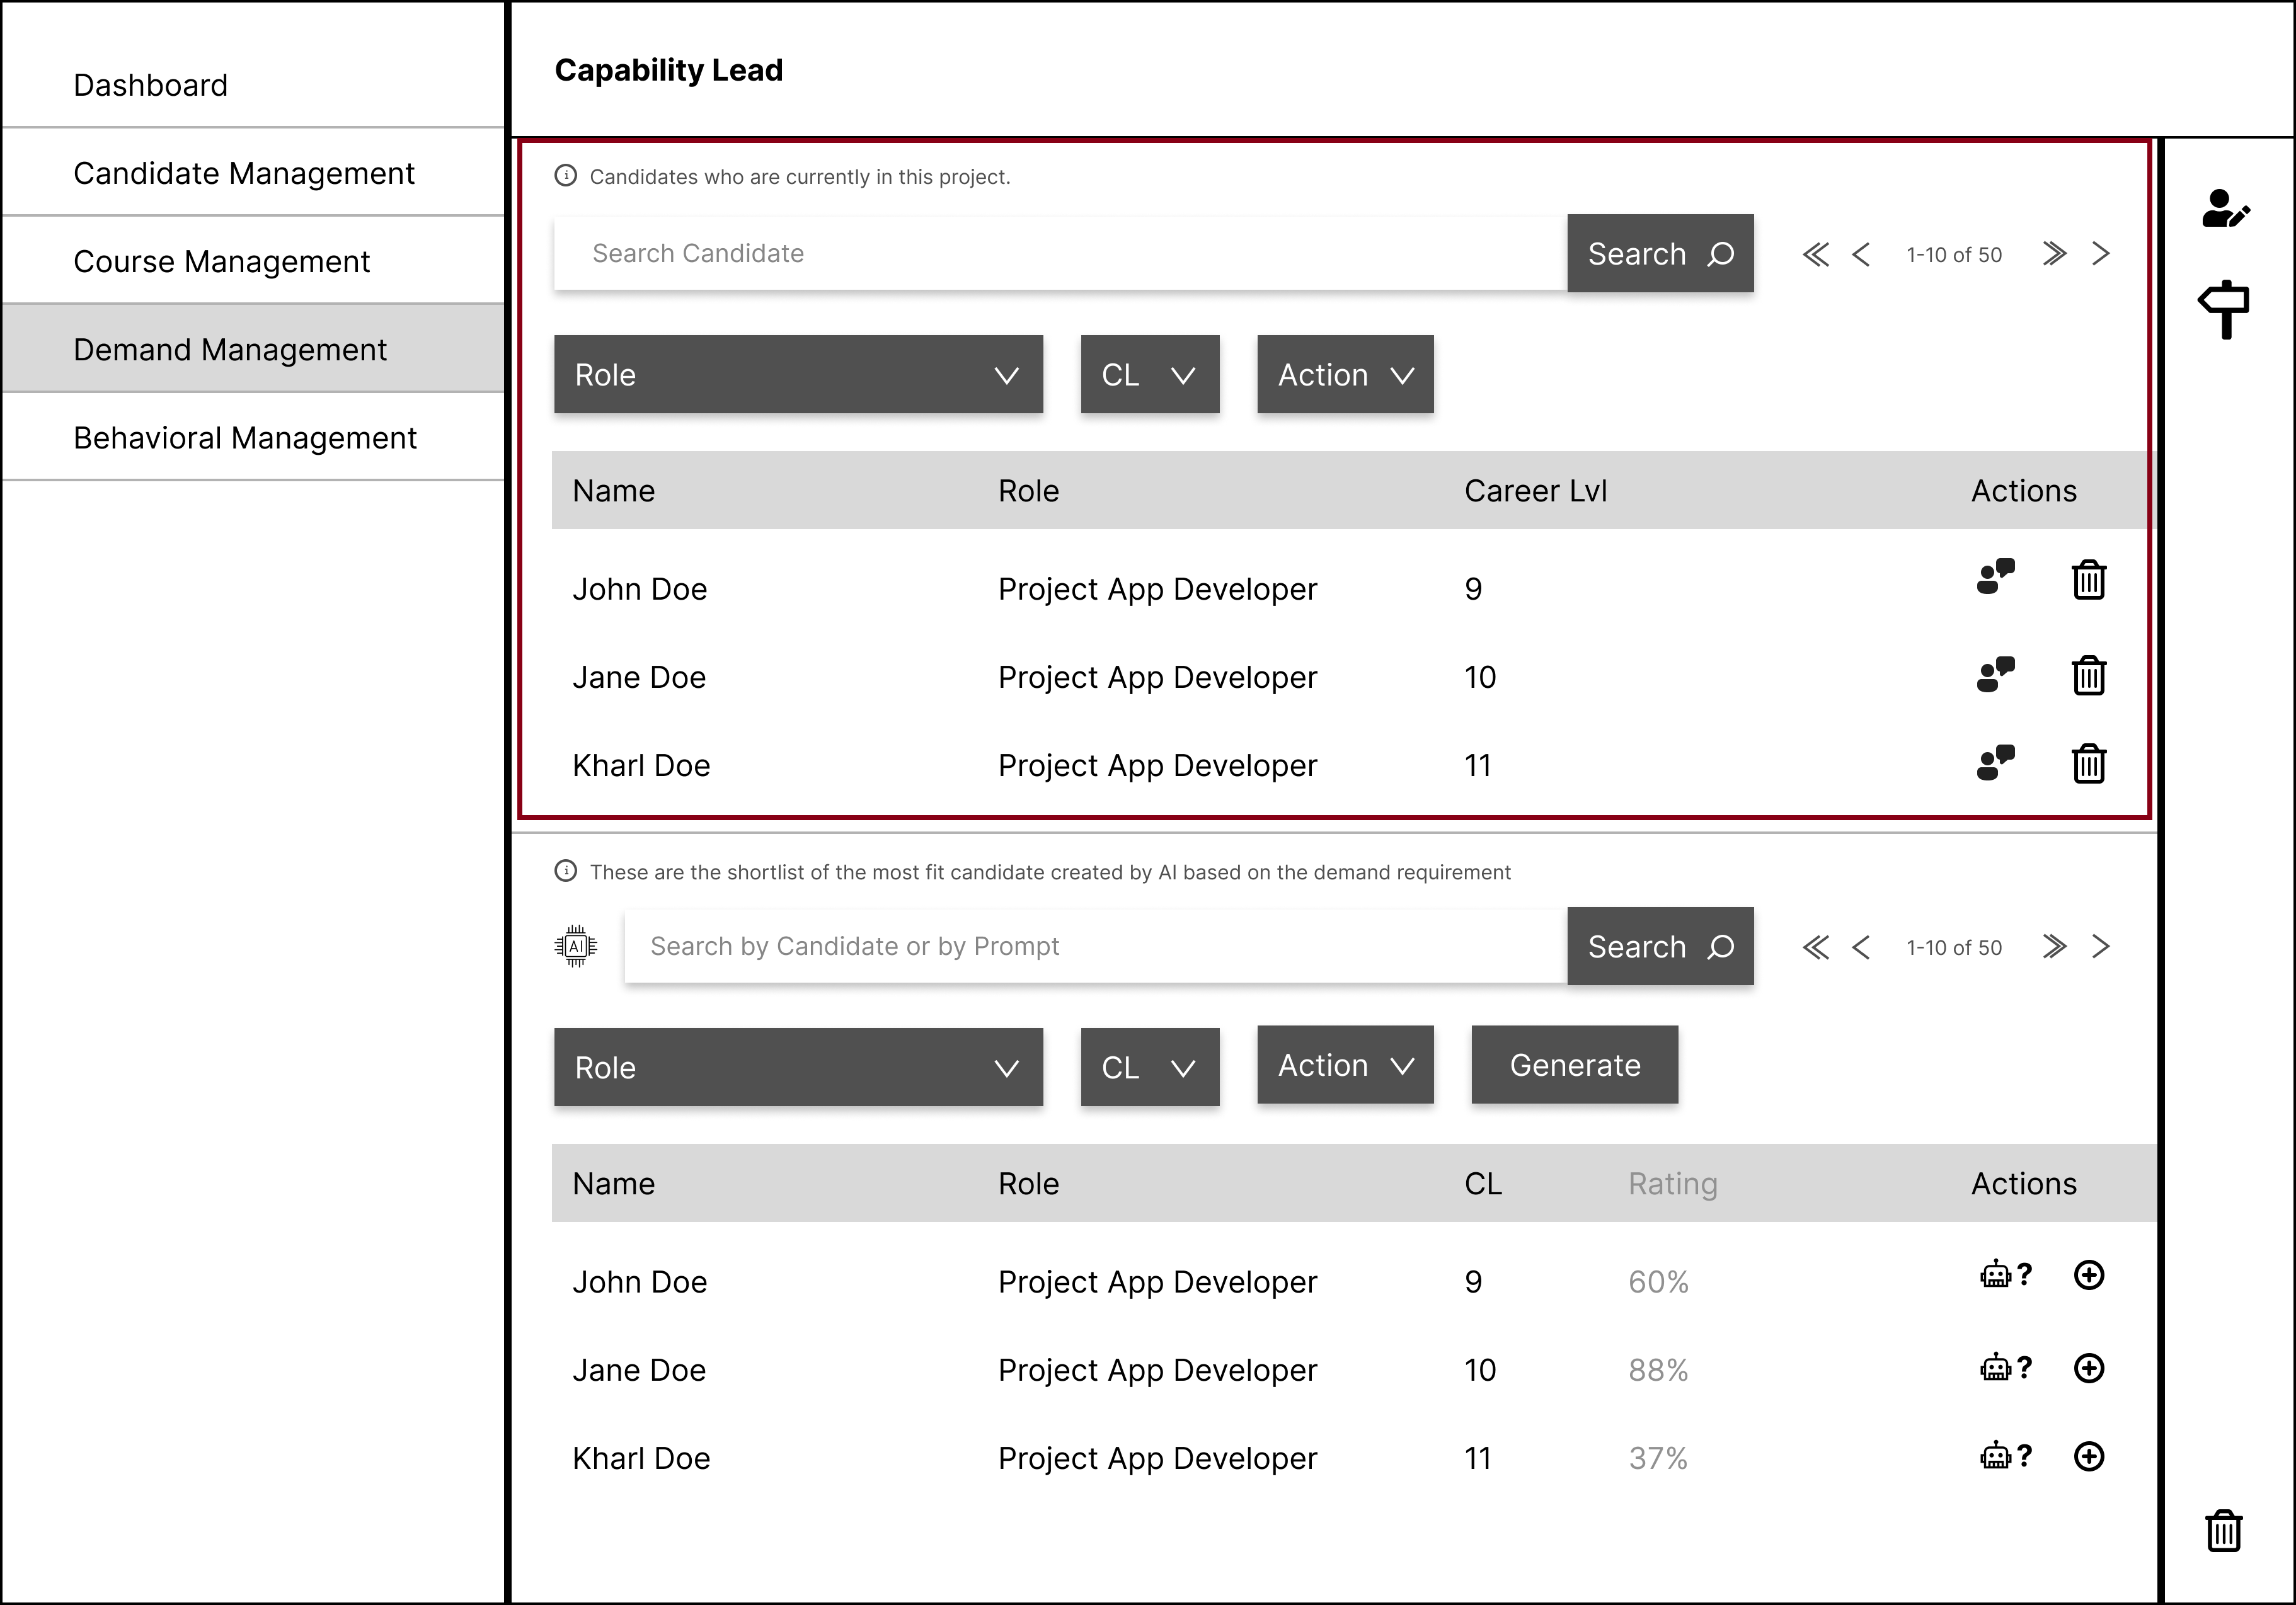 Dashboard
Candidate Management
Course Management
Demand Management
Behavioral Management
Capability Lead
Candidates who are currently in this project.
Search Candidate
Search
1-10 of 50
Role
CL
Action
Name Role Career Lvl Actions
John Doe Project App Developer 9
Jane Doe Project App Developer 10
Kharl Doe Project App Developer 11
These are the shortlist of the most fit candidate created by AI based on the demand requirement
AI
Search by Candidate or by Prompt
Search
1-10 of 50
Role
CL
Action
Generate
Name Role CL Rating Actions
John Doe Project App Developer 9 60% ?
Jane Doe Project App Developer 10 88% ?
Kharl Doe Project App Developer 11 37% ?